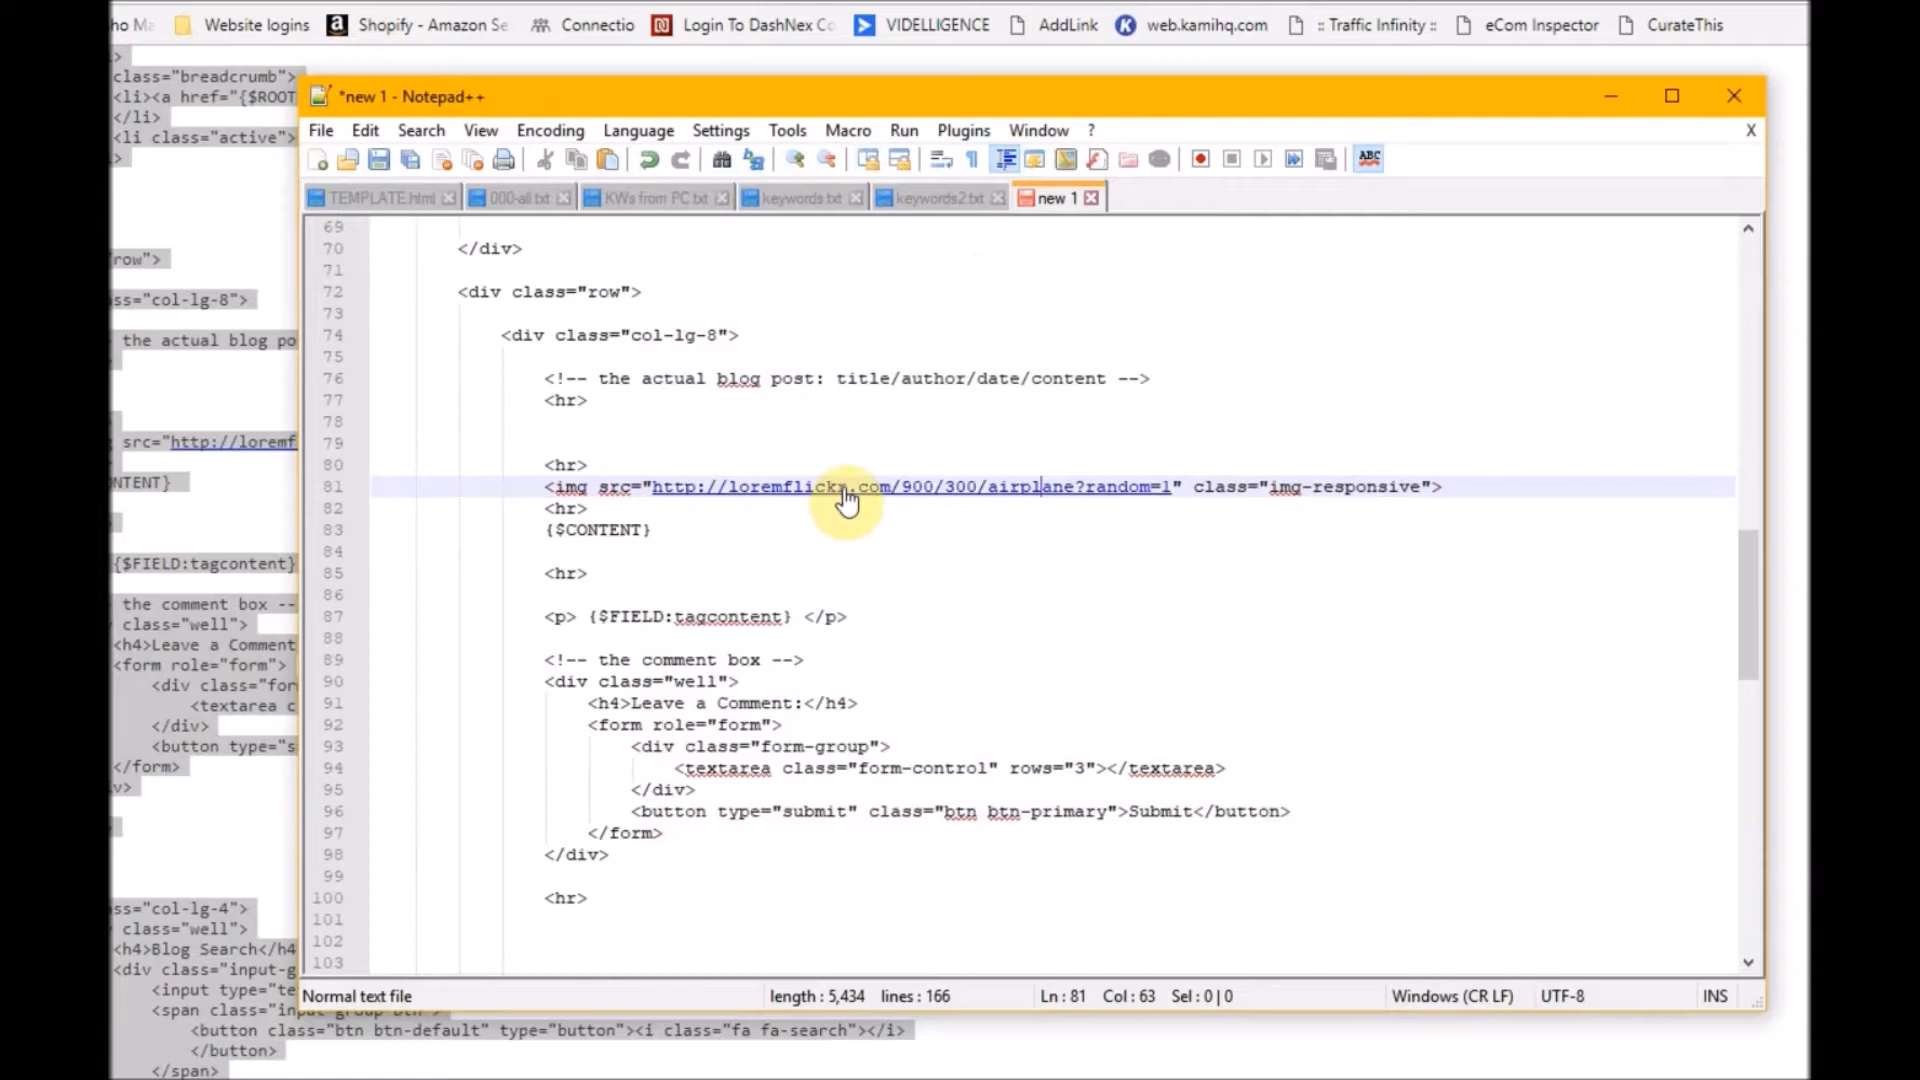 ho Ma Website logins Shopify - Amazon Se Connectio Login To DashNex Co VIDELLIGENCE AddLink web.kamihq.com :: Traffic Infinity :: eCom Inspector CurateThis
>
class="breadcrumb">
<li><a href="{$ROOT
</li>
<li class="active">
>
row">
ss="col-lg-8">
the actual blog po
src="http://loremf
NTENT}
{$FIELD:tagcontent}
the comment box --
class="well">
<h4>Leave a Comment
<form role="form">
<div class="for
<textarea c
</div>
<button type="s
</form>
v>
ss="col-lg-4">
class="well">
<h4>Blog Search</h4
<div class="input-g
<input type="te
<span class="input-group-btn">
<button class="btn btn-default" type="button"><i class="fa fa-search"></i>
</button>
</span>
*new 1 - Notepad++
File Edit Search View Encoding Language Settings Tools Macro Run Plugins Window ? X
ABC
TEMPLATE.html 000-all.txt KWs from PC.txt keywords.txt keywords2.txt new 1
69
70 </div>
71
72 <div class="row">
73
74 <div class="col-lg-8">
75
76 <!-- the actual blog post: title/author/date/content -->
77 <hr>
78
79
80 <hr>
81 <img src="http://loremflickr.com/900/300/airplane?random=1" class="img-responsive">
82 <hr>
83 {$CONTENT}
84
85 <hr>
86
87 <p> {$FIELD:tagcontent} </p>
88
89 <!-- the comment box -->
90 <div class="well">
91 <h4>Leave a Comment:</h4>
92 <form role="form">
93 <div class="form-group">
94 <textarea class="form-control" rows="3"></textarea>
95 </div>
96 <button type="submit" class="btn btn-primary">Submit</button>
97 </form>
98 </div>
99
100 <hr>
101
102
103
Normal text file length : 5,434 lines : 166 Ln : 81 Col : 63 Sel : 0 | 0 Windows (CR LF) UTF-8 INS